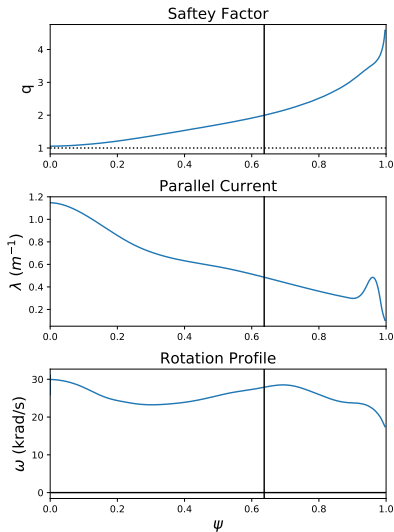 Saftey Factor
q
4
3
2
1
0.0 0.2 0.4 0.6 0.8 1.0
Parallel Current
λ (m⁻¹)
1.2
1.0
0.8
0.6
0.4
0.2
0.0 0.2 0.4 0.6 0.8 1.0
Rotation Profile
ω (krad/s)
30
20
10
0
0.0 0.2 0.4 0.6 0.8 1.0
ψ